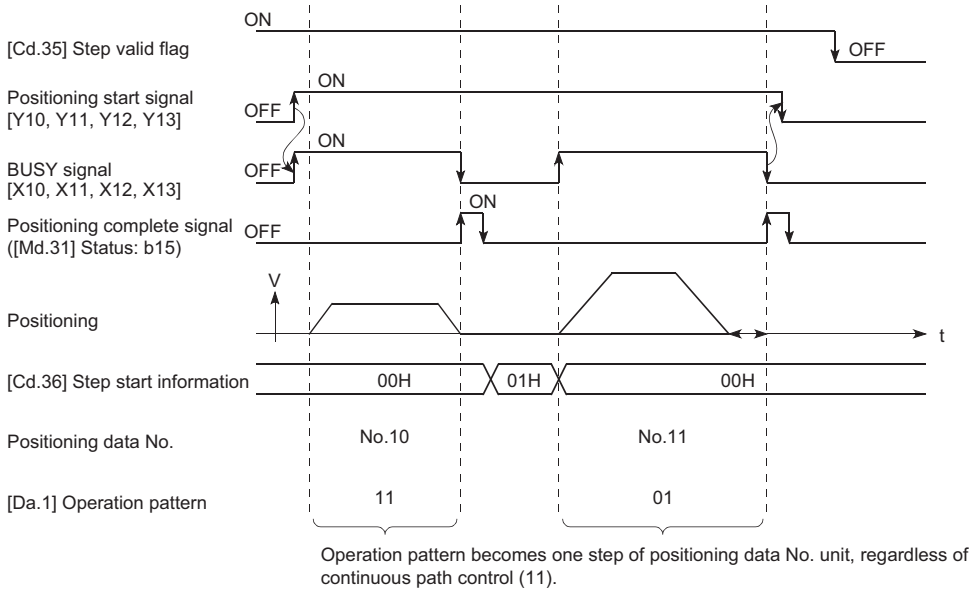 ON
[Cd.35] Step valid flag
OFF
ON
Positioning start signal
[Y10, Y11, Y12, Y13]
OFF
ON
BUSY signal
[X10, X11, X12, X13]
OFF
ON
Positioning complete signal
([Md.31] Status: b15)
OFF
V
Positioning
t
[Cd.36] Step start information 00H 01H 00H
Positioning data No. No.10 No.11
[Da.1] Operation pattern 11 01
Operation pattern becomes one step of positioning data No. unit, regardless of
continuous path control (11).